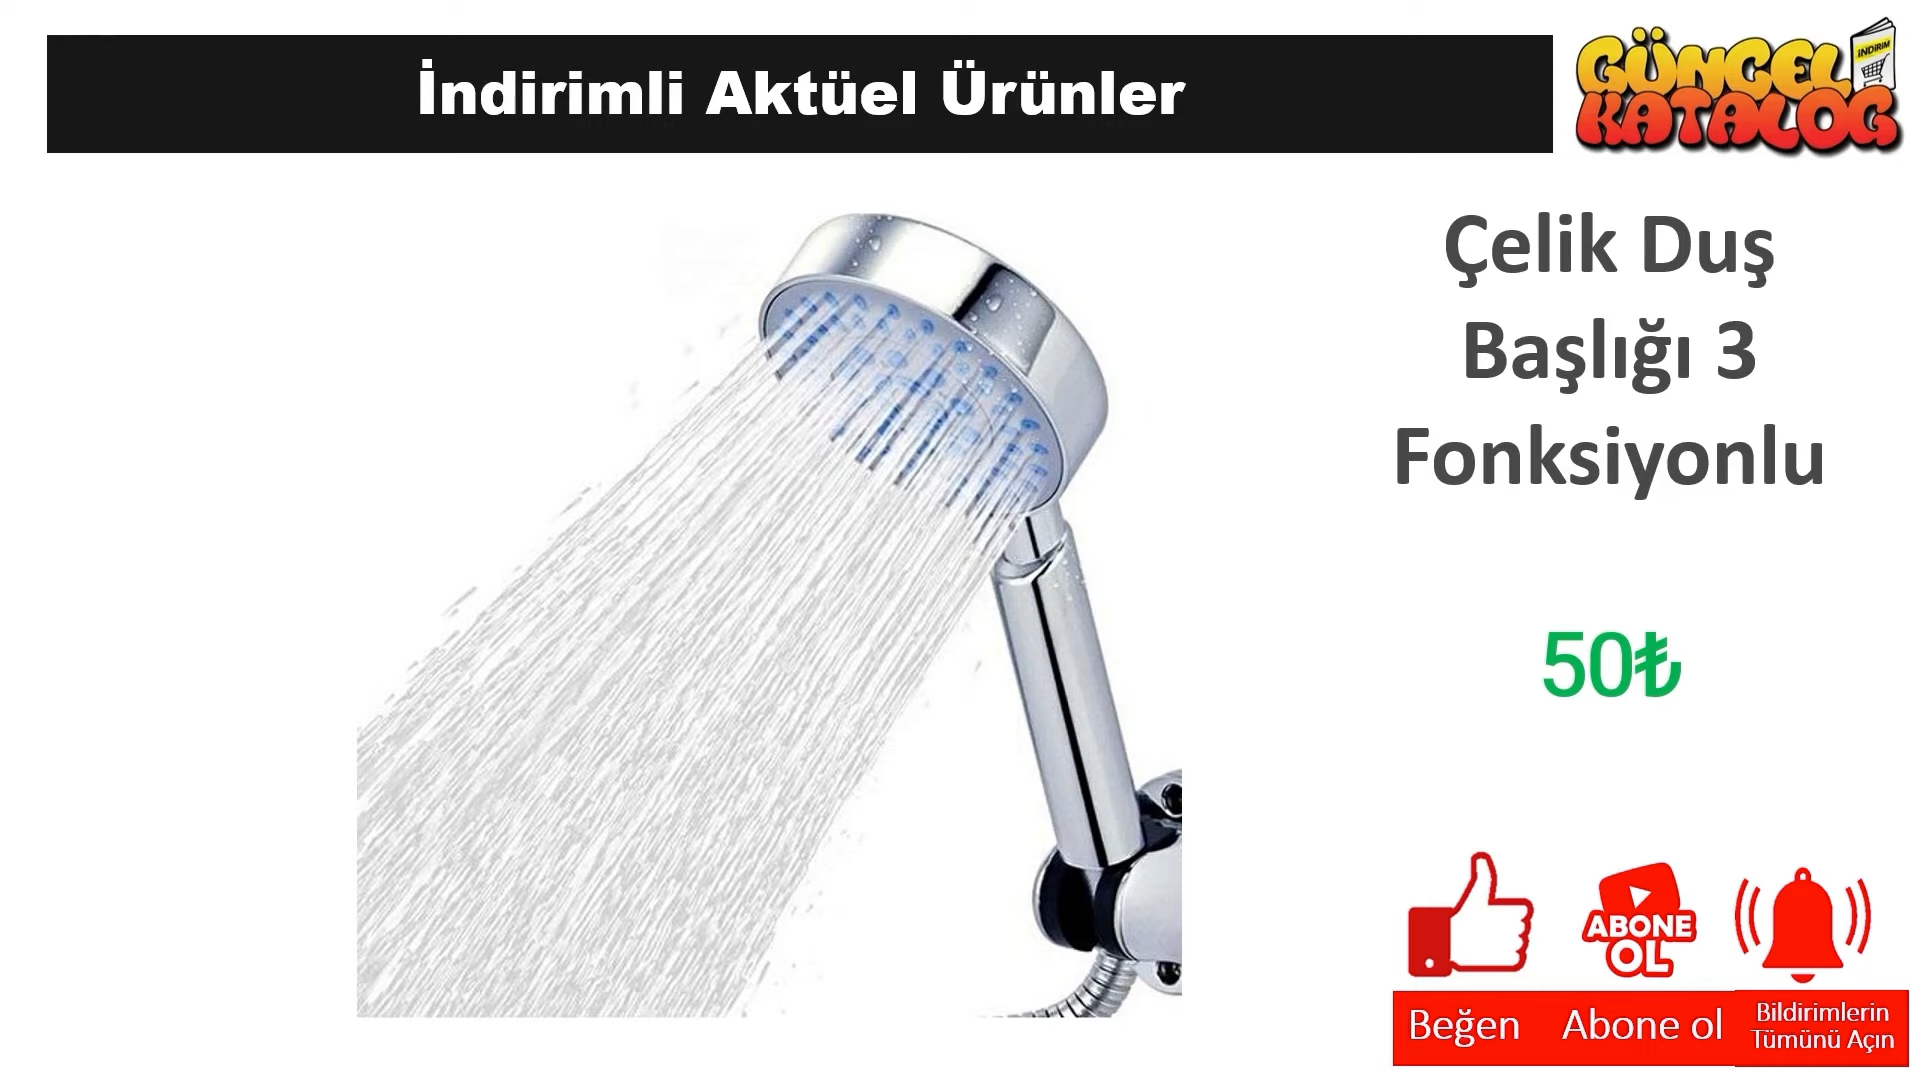 İndirimli Aktüel Ürünler
GÜNCEL
İNDİRİM
KATALOG
Çelik Duş
Başlığı 3
Fonksiyonlu
50₺
ABONE
OL
Beğen
Abone ol
Bildirimlerin
Tümünü Açın